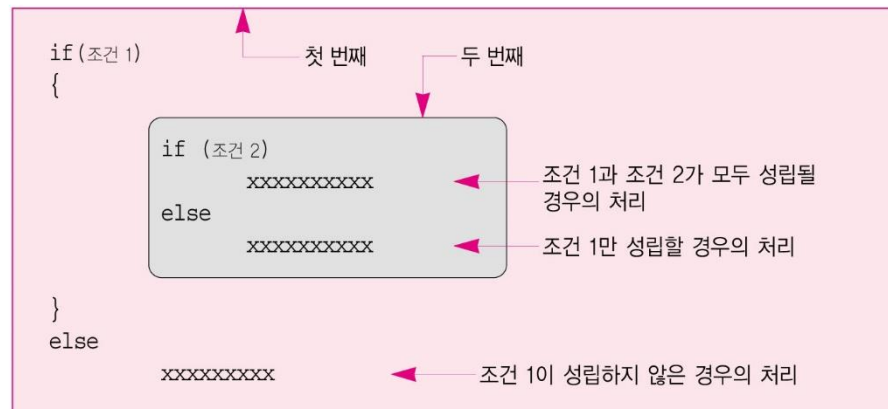 if(조건 1) 첫 번째 두 번째
{
if (조건 2)
xxxxxxxxxx 조건 1과 조건 2가 모두 성립될
경우의 처리
else
xxxxxxxxxx 조건 1만 성립할 경우의 처리
}
else
xxxxxxxxx 조건 1이 성립하지 않은 경우의 처리